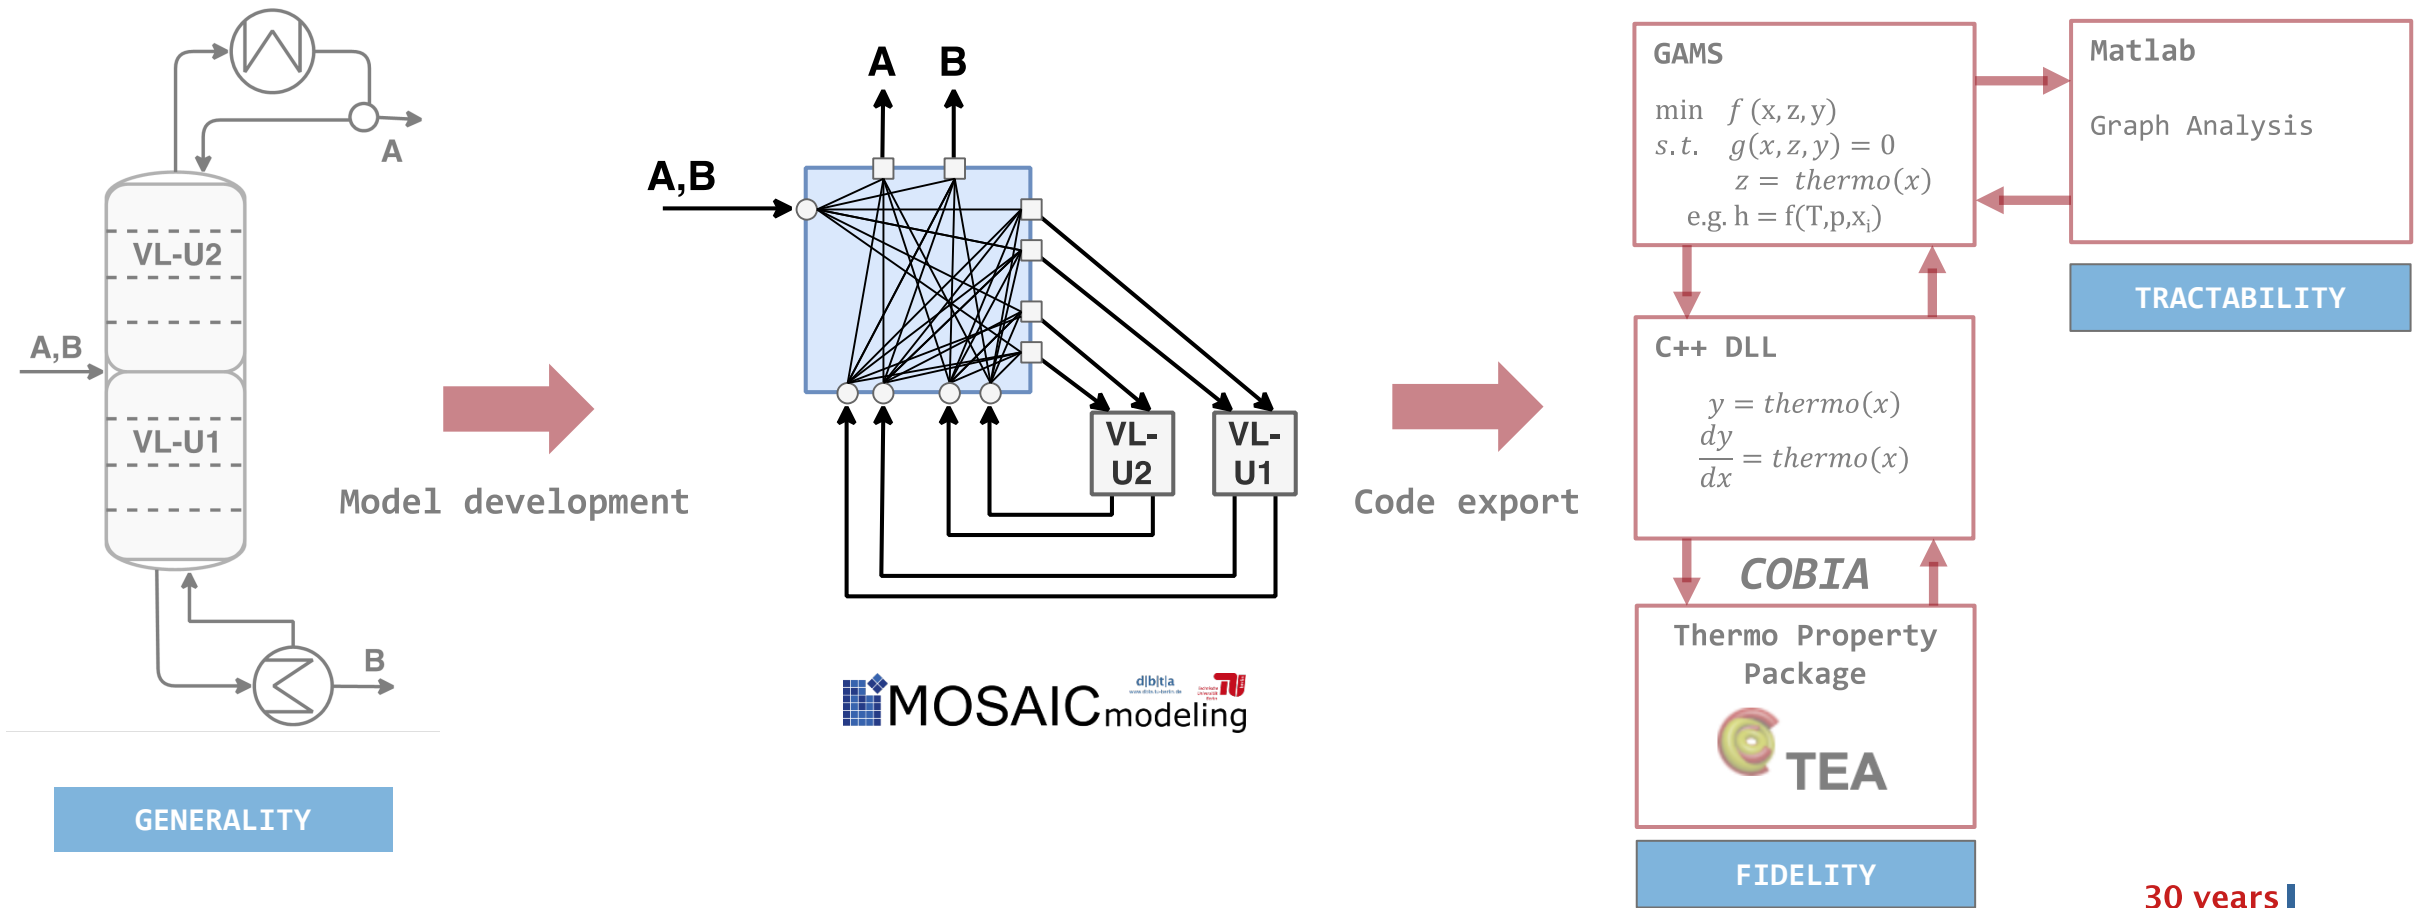 A
VL-U2
A,B
VL-U1
B
GENERALITY
Model development
A B
A,B
VL-
U2
VL-
U1
MOSAICmodeling
d|b|t|a
Code export
GAMS
min f (x, z, y)
s.t. g(x, z, y) = 0
z = thermo(x)
e.g. h = f(T,p,xᵢ)
Matlab
Graph Analysis
TRACTABILITY
C++ DLL
y = thermo(x)
dy
dx
= thermo(x)
COBIA
Thermo Property
Package
TEA
FIDELITY
30 years